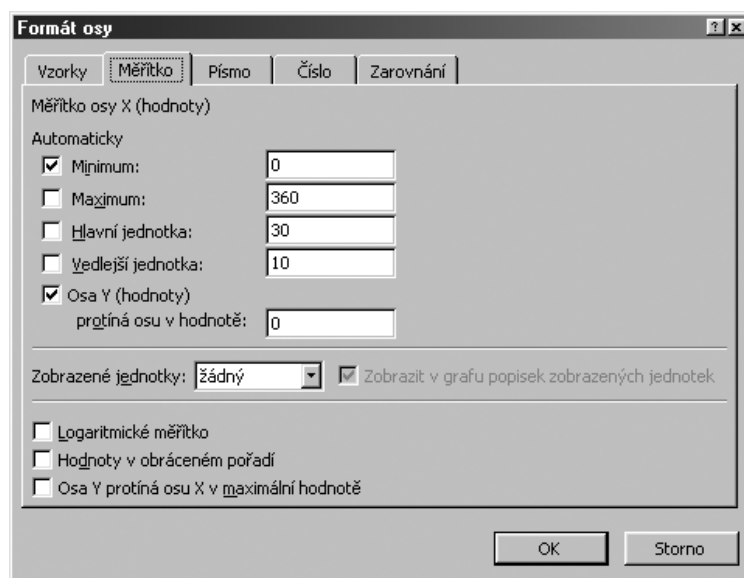 Formát osy
Vzorky Měřítko Písmo Číslo Zarovnání
Měřítko osy X (hodnoty)
Automaticky
Minimum: 0
Maximum: 360
Hlavní jednotka: 30
Vedlejší jednotka: 10
Osa Y (hodnoty)
protíná osu v hodnotě: 0
Zobrazené jednotky: žádný Zobrazit v grafu popisek zobrazených jednotek
Logaritmické měřítko
Hodnoty v obráceném pořadí
Osa Y protíná osu X v maximální hodnotě
OK Storno